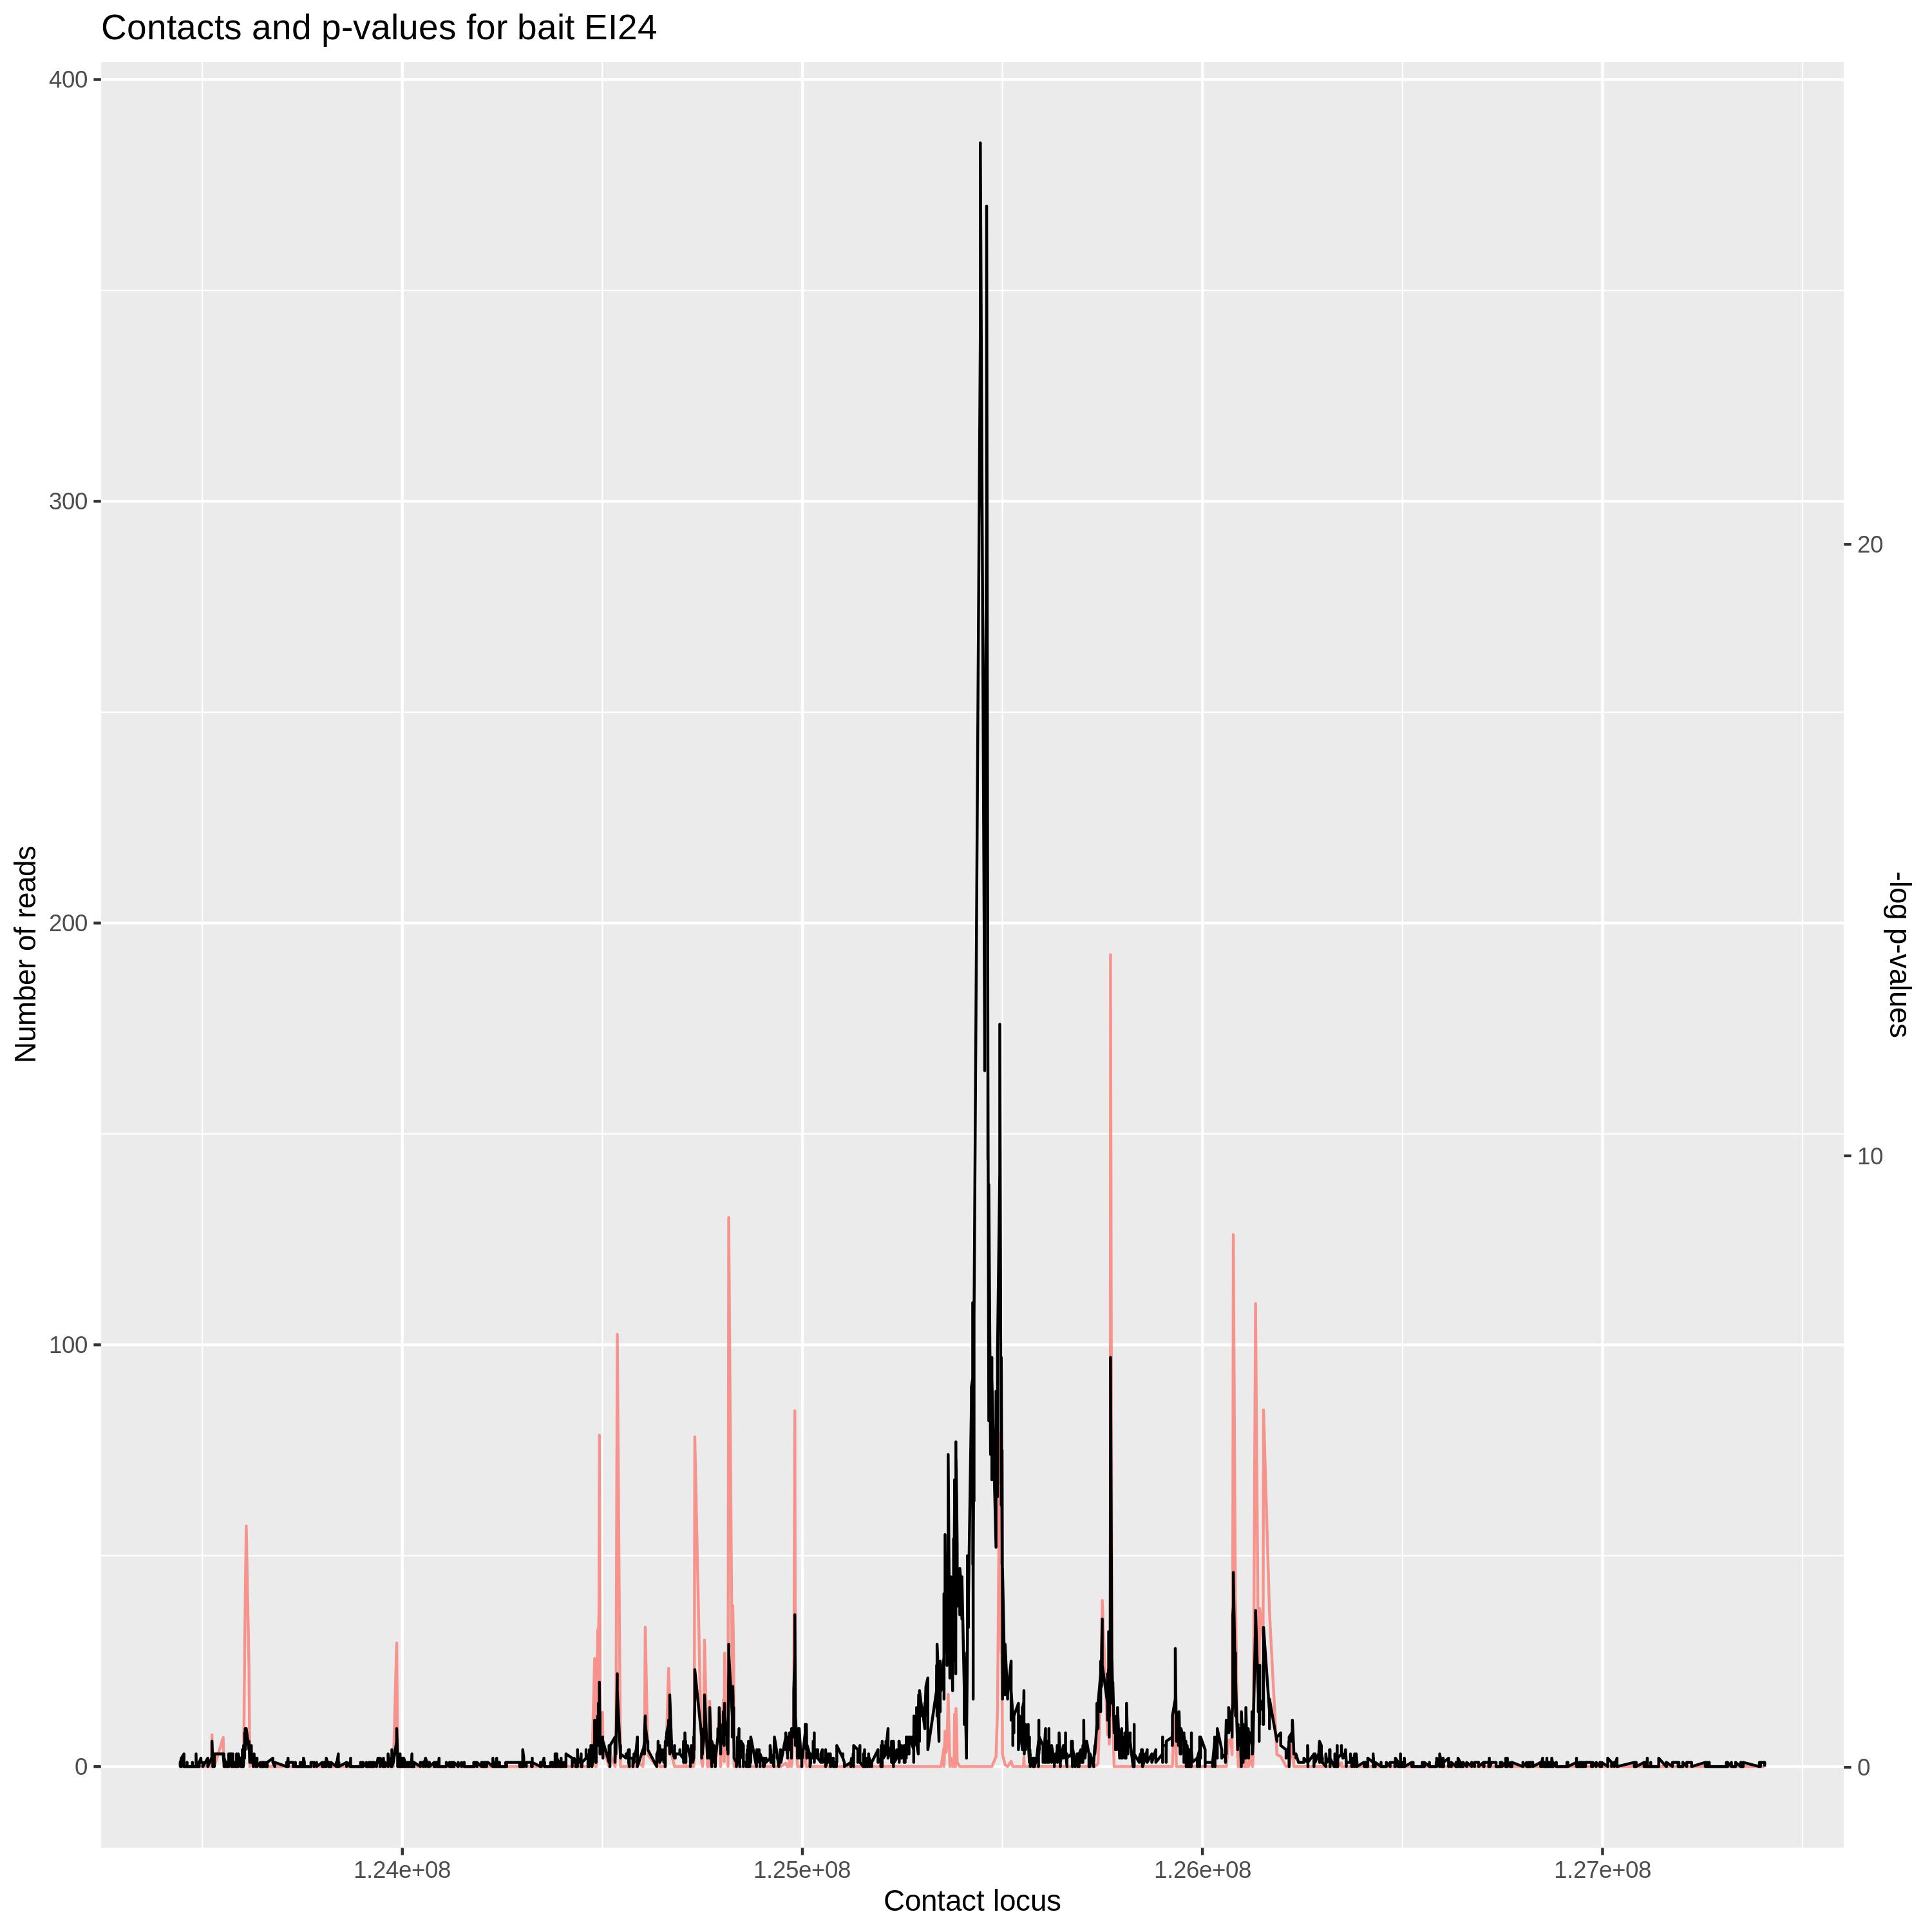 Contacts and p-values for bait EI24
400
300
200
100
0
Number of reads
20
10
0
-log p-values
1.24e+08
1.25e+08
1.26e+08
1.27e+08
Contact locus